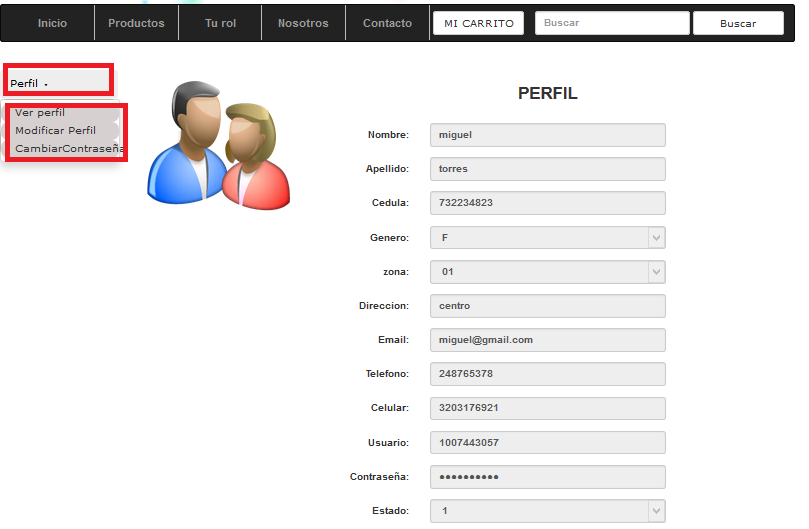 Inicio Productos Tu rol Nosotros Contacto MI CARRITO Buscar Buscar
Perfil
Ver perfil
Modificar Perfil
CambiarContraseña
PERFIL
Nombre: miguel
Apellido: torres
Cedula: 732234823
Genero: F
zona: 01
Direccion: centro
Email: miguel@gmail.com
Telefono: 248765378
Celular: 3203176921
Usuario: 1007443057
Contraseña: ●●●●●●●●●●
Estado: 1